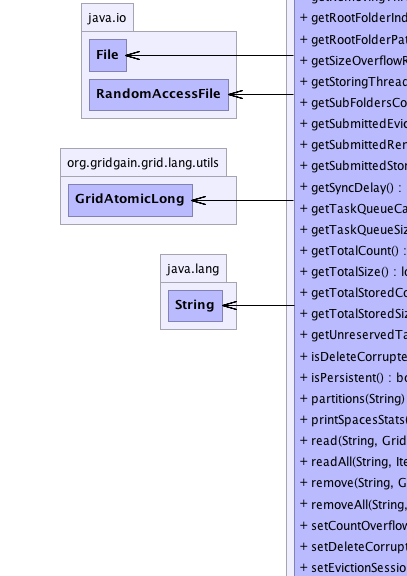 java.io
File
RandomAccessFile
org.gridgain.grid.lang.utils
GridAtomicLong
java.lang
String
+ getRootFolderInd
+ getRootFolderPat
+ getSizeOverflowR
+ getStoringThread
+ getSubFoldersCo
+ getSubmittedEvic
+ getSubmittedRem
+ getSubmittedStor
+ getSyncDelay() :
+ getTaskQueueCa
+ getTaskQueueSiz
+ getTotalCount() :
+ getTotalSize() : lo
+ getTotalStoredCo
+ getTotalStoredSiz
+ getUnreservedTa
+ isDeleteCorrupte
+ isPersistent() : bo
+ partitions(String)
+ printSpacesStats(
+ read(String, Grid
+ readAll(String, Ite
+ remove(String, G
+ removeAll(String,
+ setCountOverflow
+ setDeleteCorrupt
+ setEvictionSessio